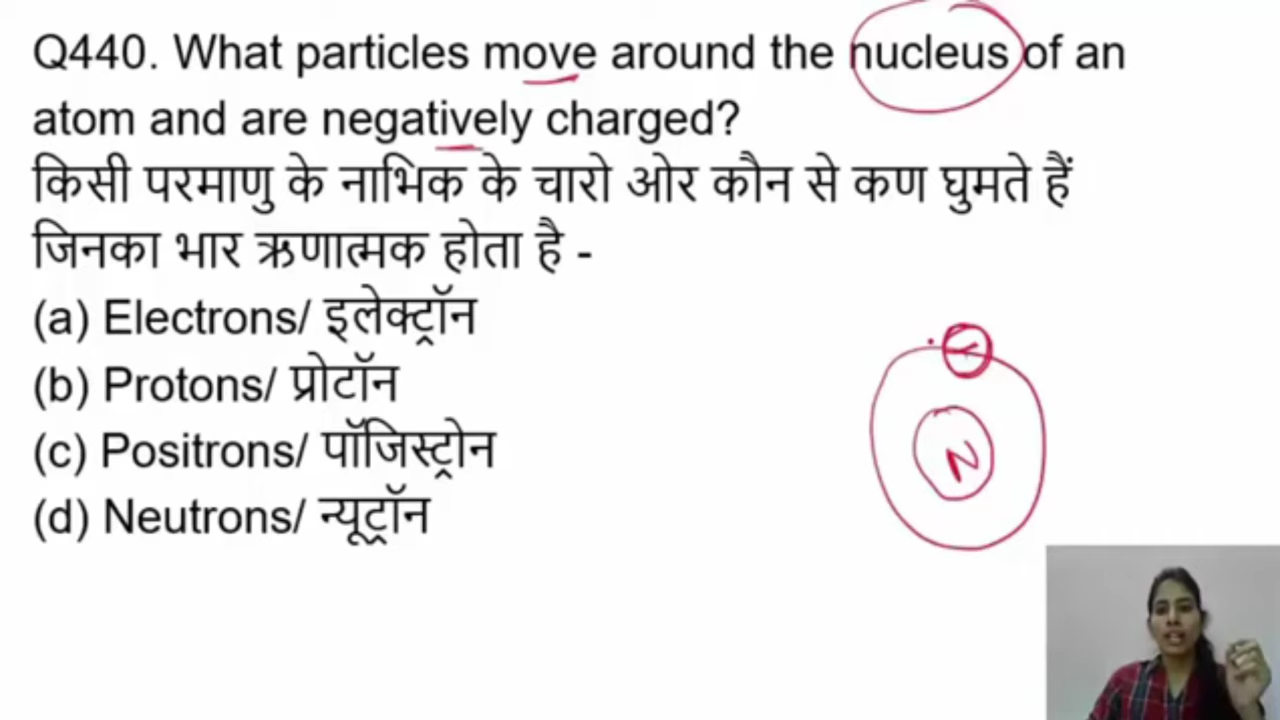 Q440. What particles move around the nucleus of an
atom and are negatively charged?
किसी परमाणु के नाभिक के चारो ओर कौन से कण घुमते हैं
जिनका भार ऋणात्मक होता है -
(a) Electrons/ इलेक्ट्रॉन
(b) Protons/ प्रोटॉन
(c) Positrons/ पॉजिस्ट्रोन
(d) Neutrons/ न्यूट्रॉन
N